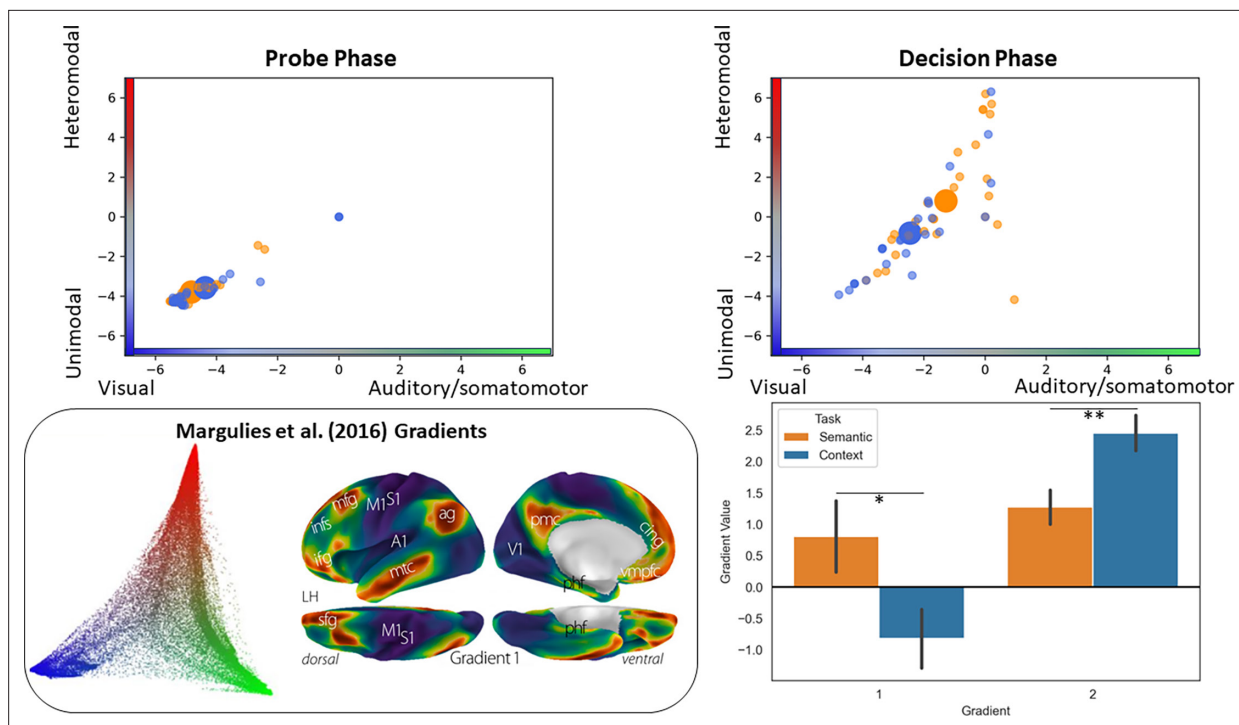 Probe Phase
Heteromodal
Unimodal
6
4
2
0
−2
−4
−6
−6 −4 −2 0 2 4 6
Visual Auditory/somatomotor
Decision Phase
Heteromodal
Unimodal
6
4
2
0
−2
−4
−6
−6 −4 −2 0 2 4 6
Visual Auditory/somatomotor
Margulies et al. (2016) Gradients
mfg
M1
S1
infs
ag
A1
ifg
mtc
LH
pmc
cing
V1
vmpfc
phf
sfg
M1
S1
phf
dorsal
Gradient 1
ventral
Task
Semantic
Context
*
**
Gradient Value
2.5
2.0
1.5
1.0
0.5
0.0
−0.5
−1.0
1 2
Gradient